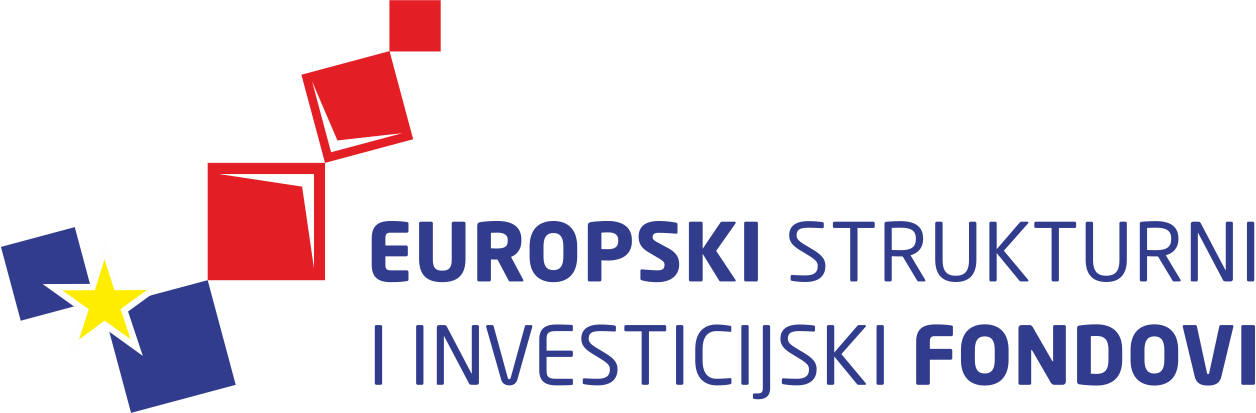 EUROPSKI STRUKTURNI
I INVESTICIJSKI FONDOVI